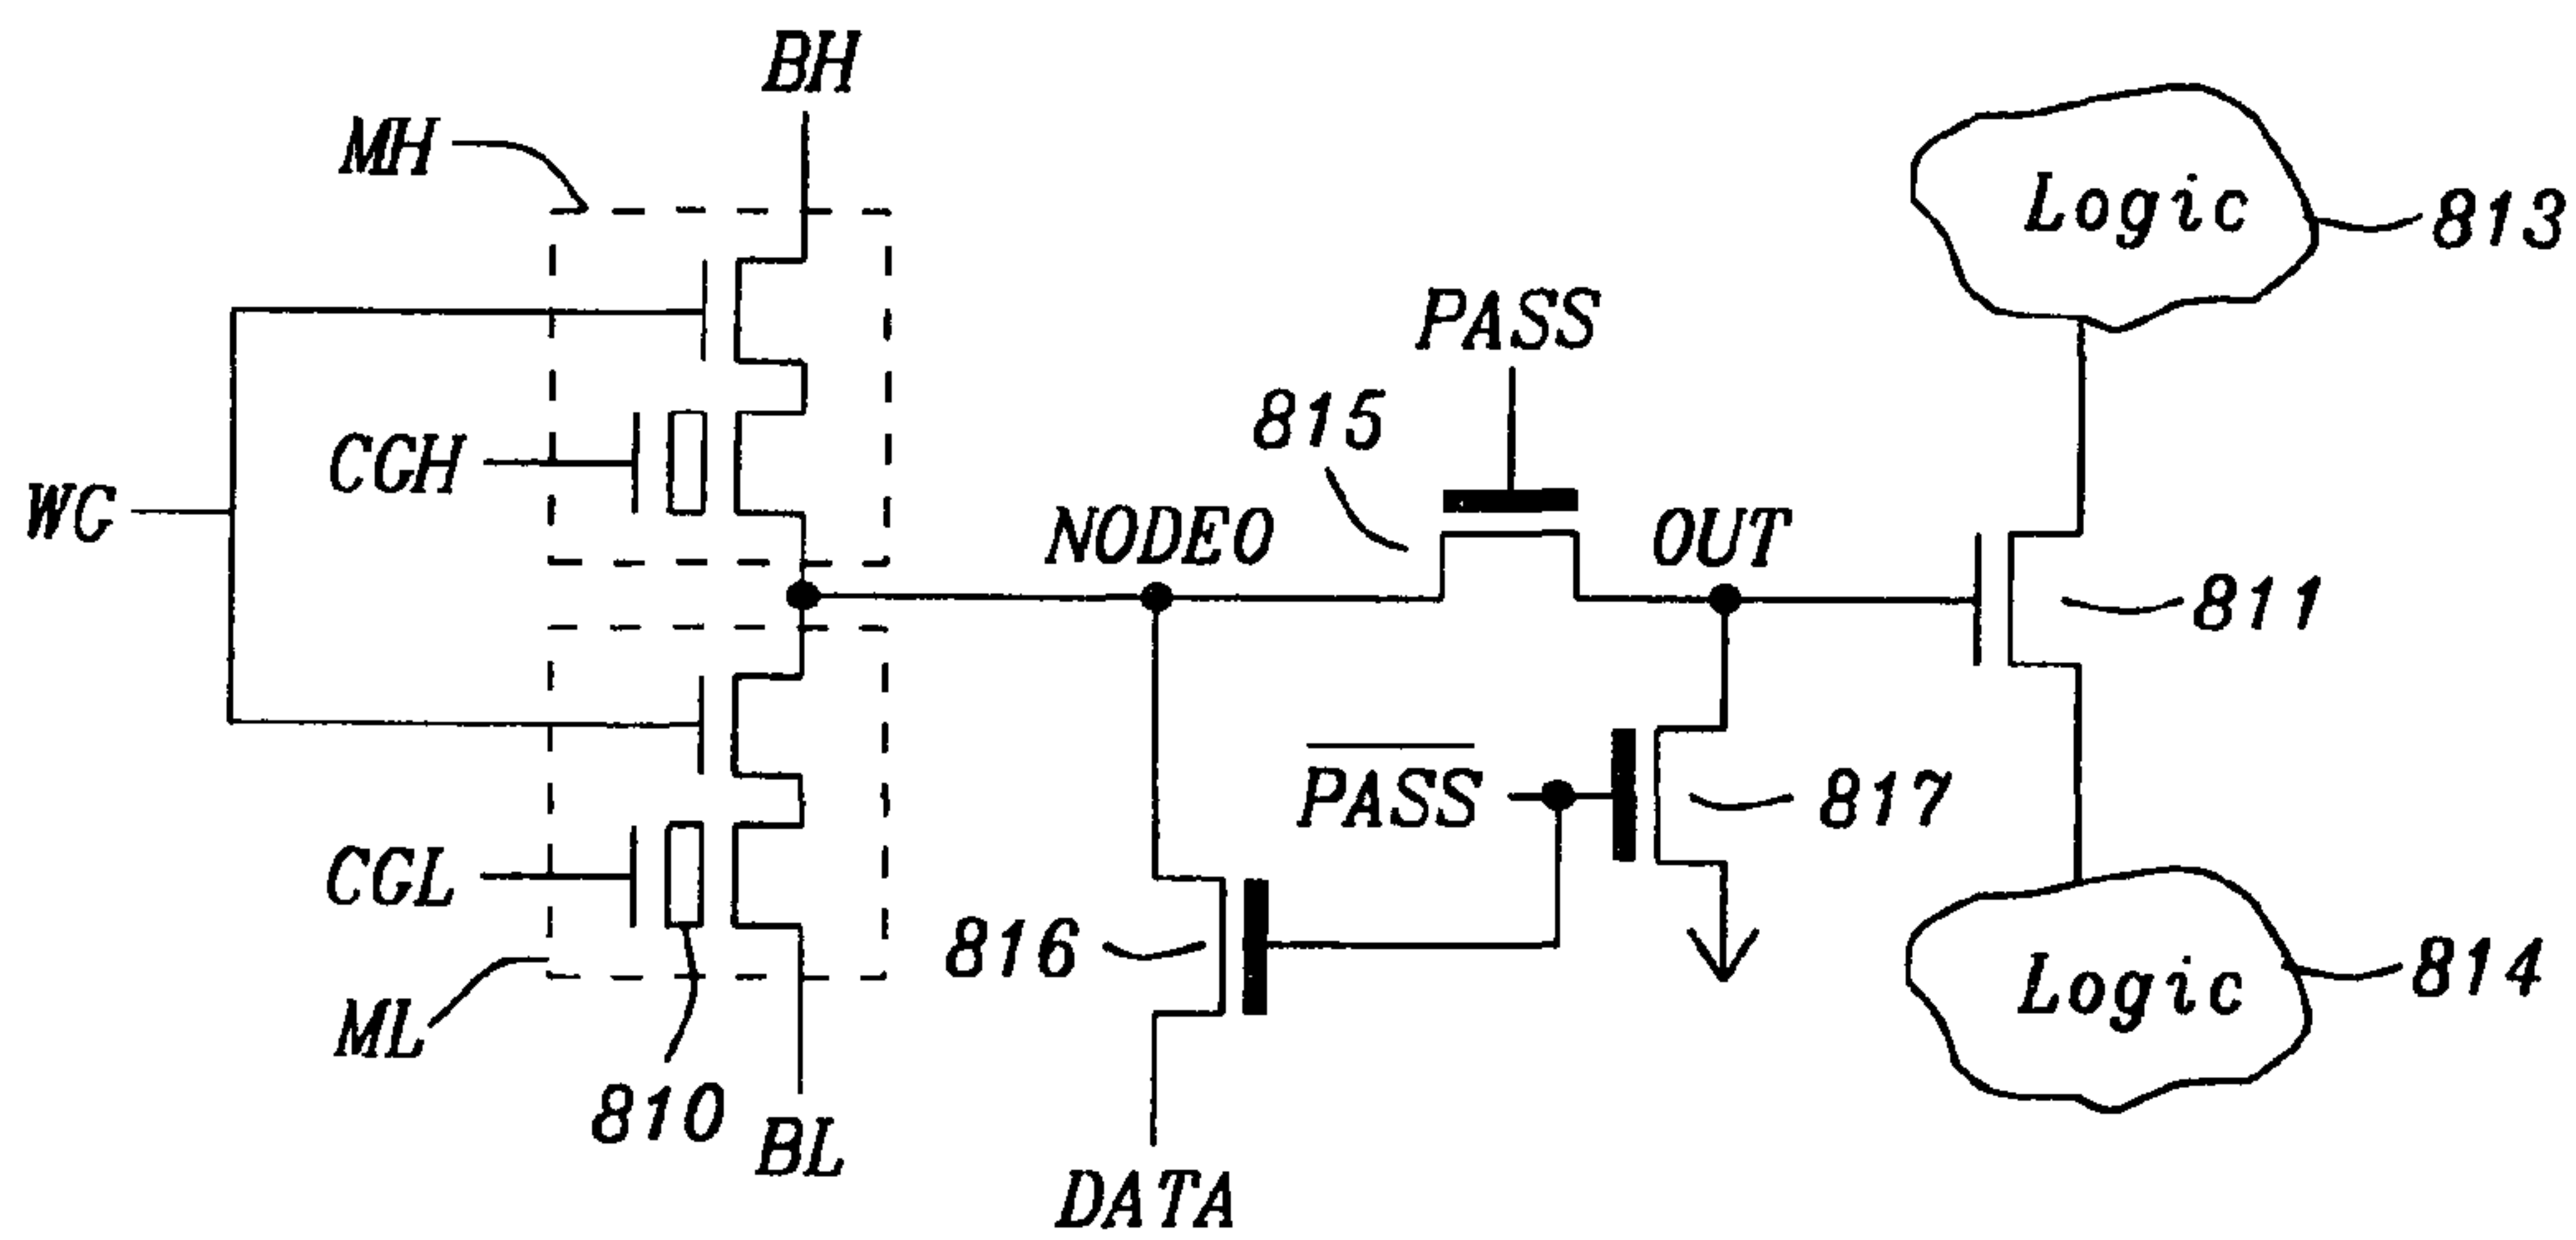 BH
MH
Logic
813
PASS
815
CGH
WG
NODEO
OUT
811
PASS
817
CGL
816
Logic
814
ML
810
BL
DATA